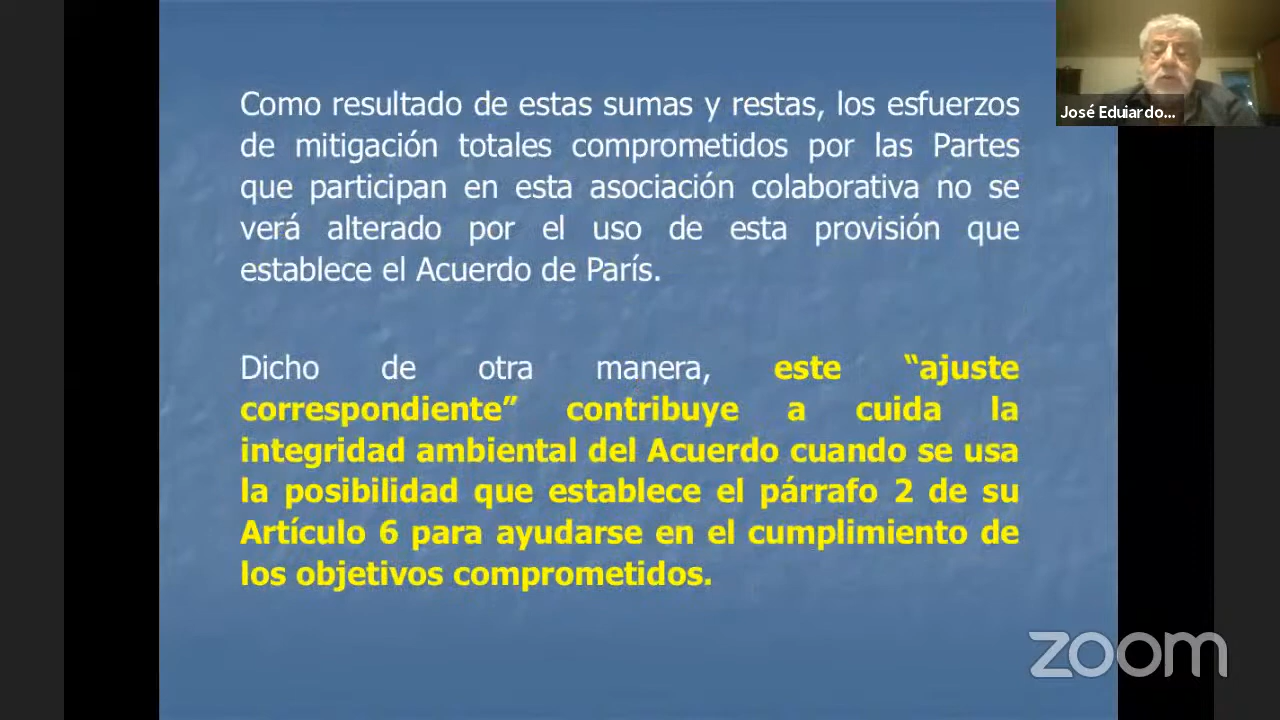 Como resultado de estas sumas y restas, los esfuerzos
de mitigación totales comprometidos por las Partes
que participan en esta asociación colaborativa no se
verá alterado por el uso de esta provisión que
establece el Acuerdo de París.
Dicho de otra manera, este “ajuste
correspondiente” contribuye a cuida la
integridad ambiental del Acuerdo cuando se usa
la posibilidad que establece el párrafo 2 de su
Artículo 6 para ayudarse en el cumplimiento de
los objetivos comprometidos.
José Eduiardo...
zoom